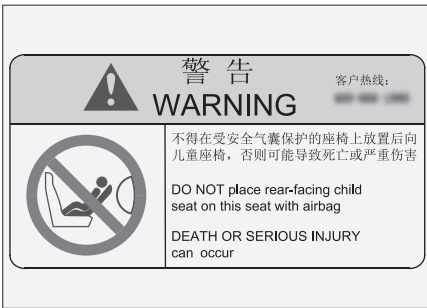 警告
WARNING
客户热线：
不得在受安全气囊保护的座椅上放置后向
儿童座椅，否则可能导致死亡或严重伤害
DO NOT place rear-facing child
seat on this seat with airbag
DEATH OR SERIOUS INJURY
can occur